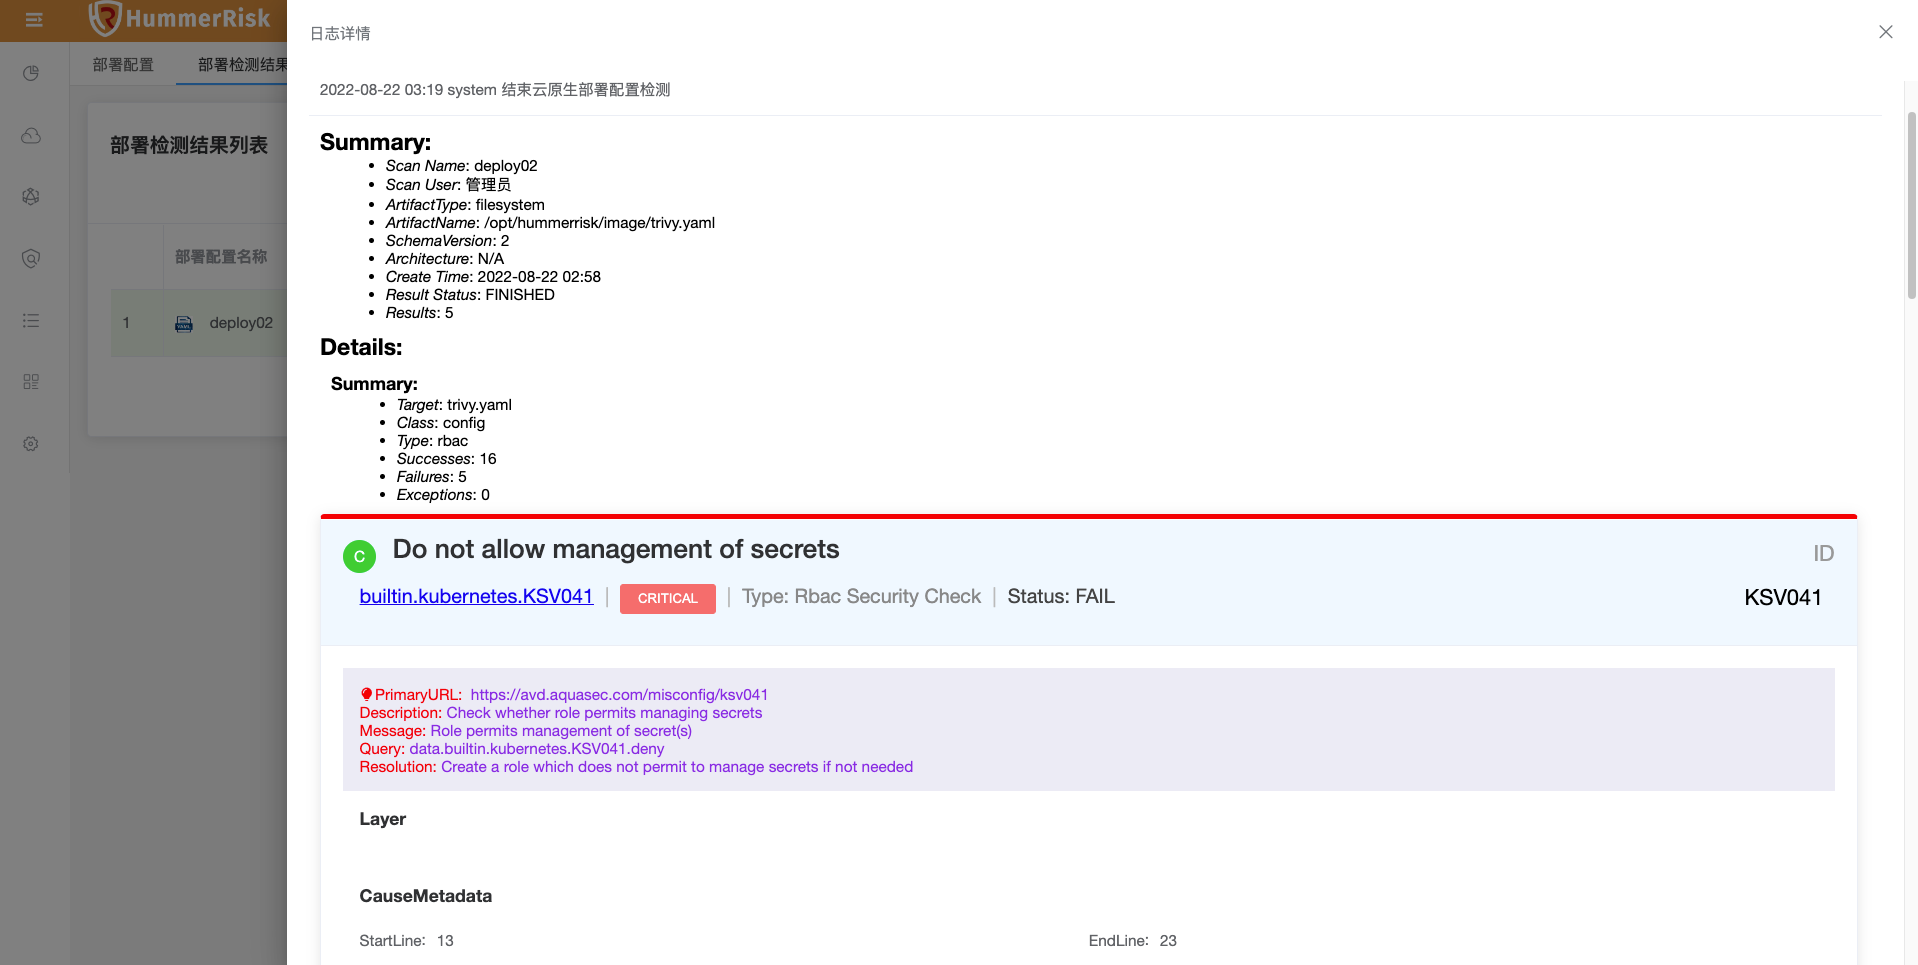 HummerRisk
部署配置
部署检测结果
部署检测结果列表
部署配置名称
1
deploy02
日志详情
2022-08-22 03:19 system 结束云原生部署配置检测
Summary:
• Scan Name: deploy02
• Scan User: 管理员
• ArtifactType: filesystem
• ArtifactName: /opt/hummerrisk/image/trivy.yaml
• SchemaVersion: 2
• Architecture: N/A
• Create Time: 2022-08-22 02:58
• Result Status: FINISHED
• Results: 5
Details:
Summary:
• Target: trivy.yaml
• Class: config
• Type: rbac
• Successes: 16
• Failures: 5
• Exceptions: 0
C
Do not allow management of secrets
ID
builtin.kubernetes.KSV041 | CRITICAL | Type: Rbac Security Check | Status: FAIL
KSV041
PrimaryURL: https://avd.aquasec.com/misconfig/ksv041
Description: Check whether role permits managing secrets
Message: Role permits management of secret(s)
Query: data.builtin.kubernetes.KSV041.deny
Resolution: Create a role which does not permit to manage secrets if not needed
Layer
CauseMetadata
StartLine: 13
EndLine: 23